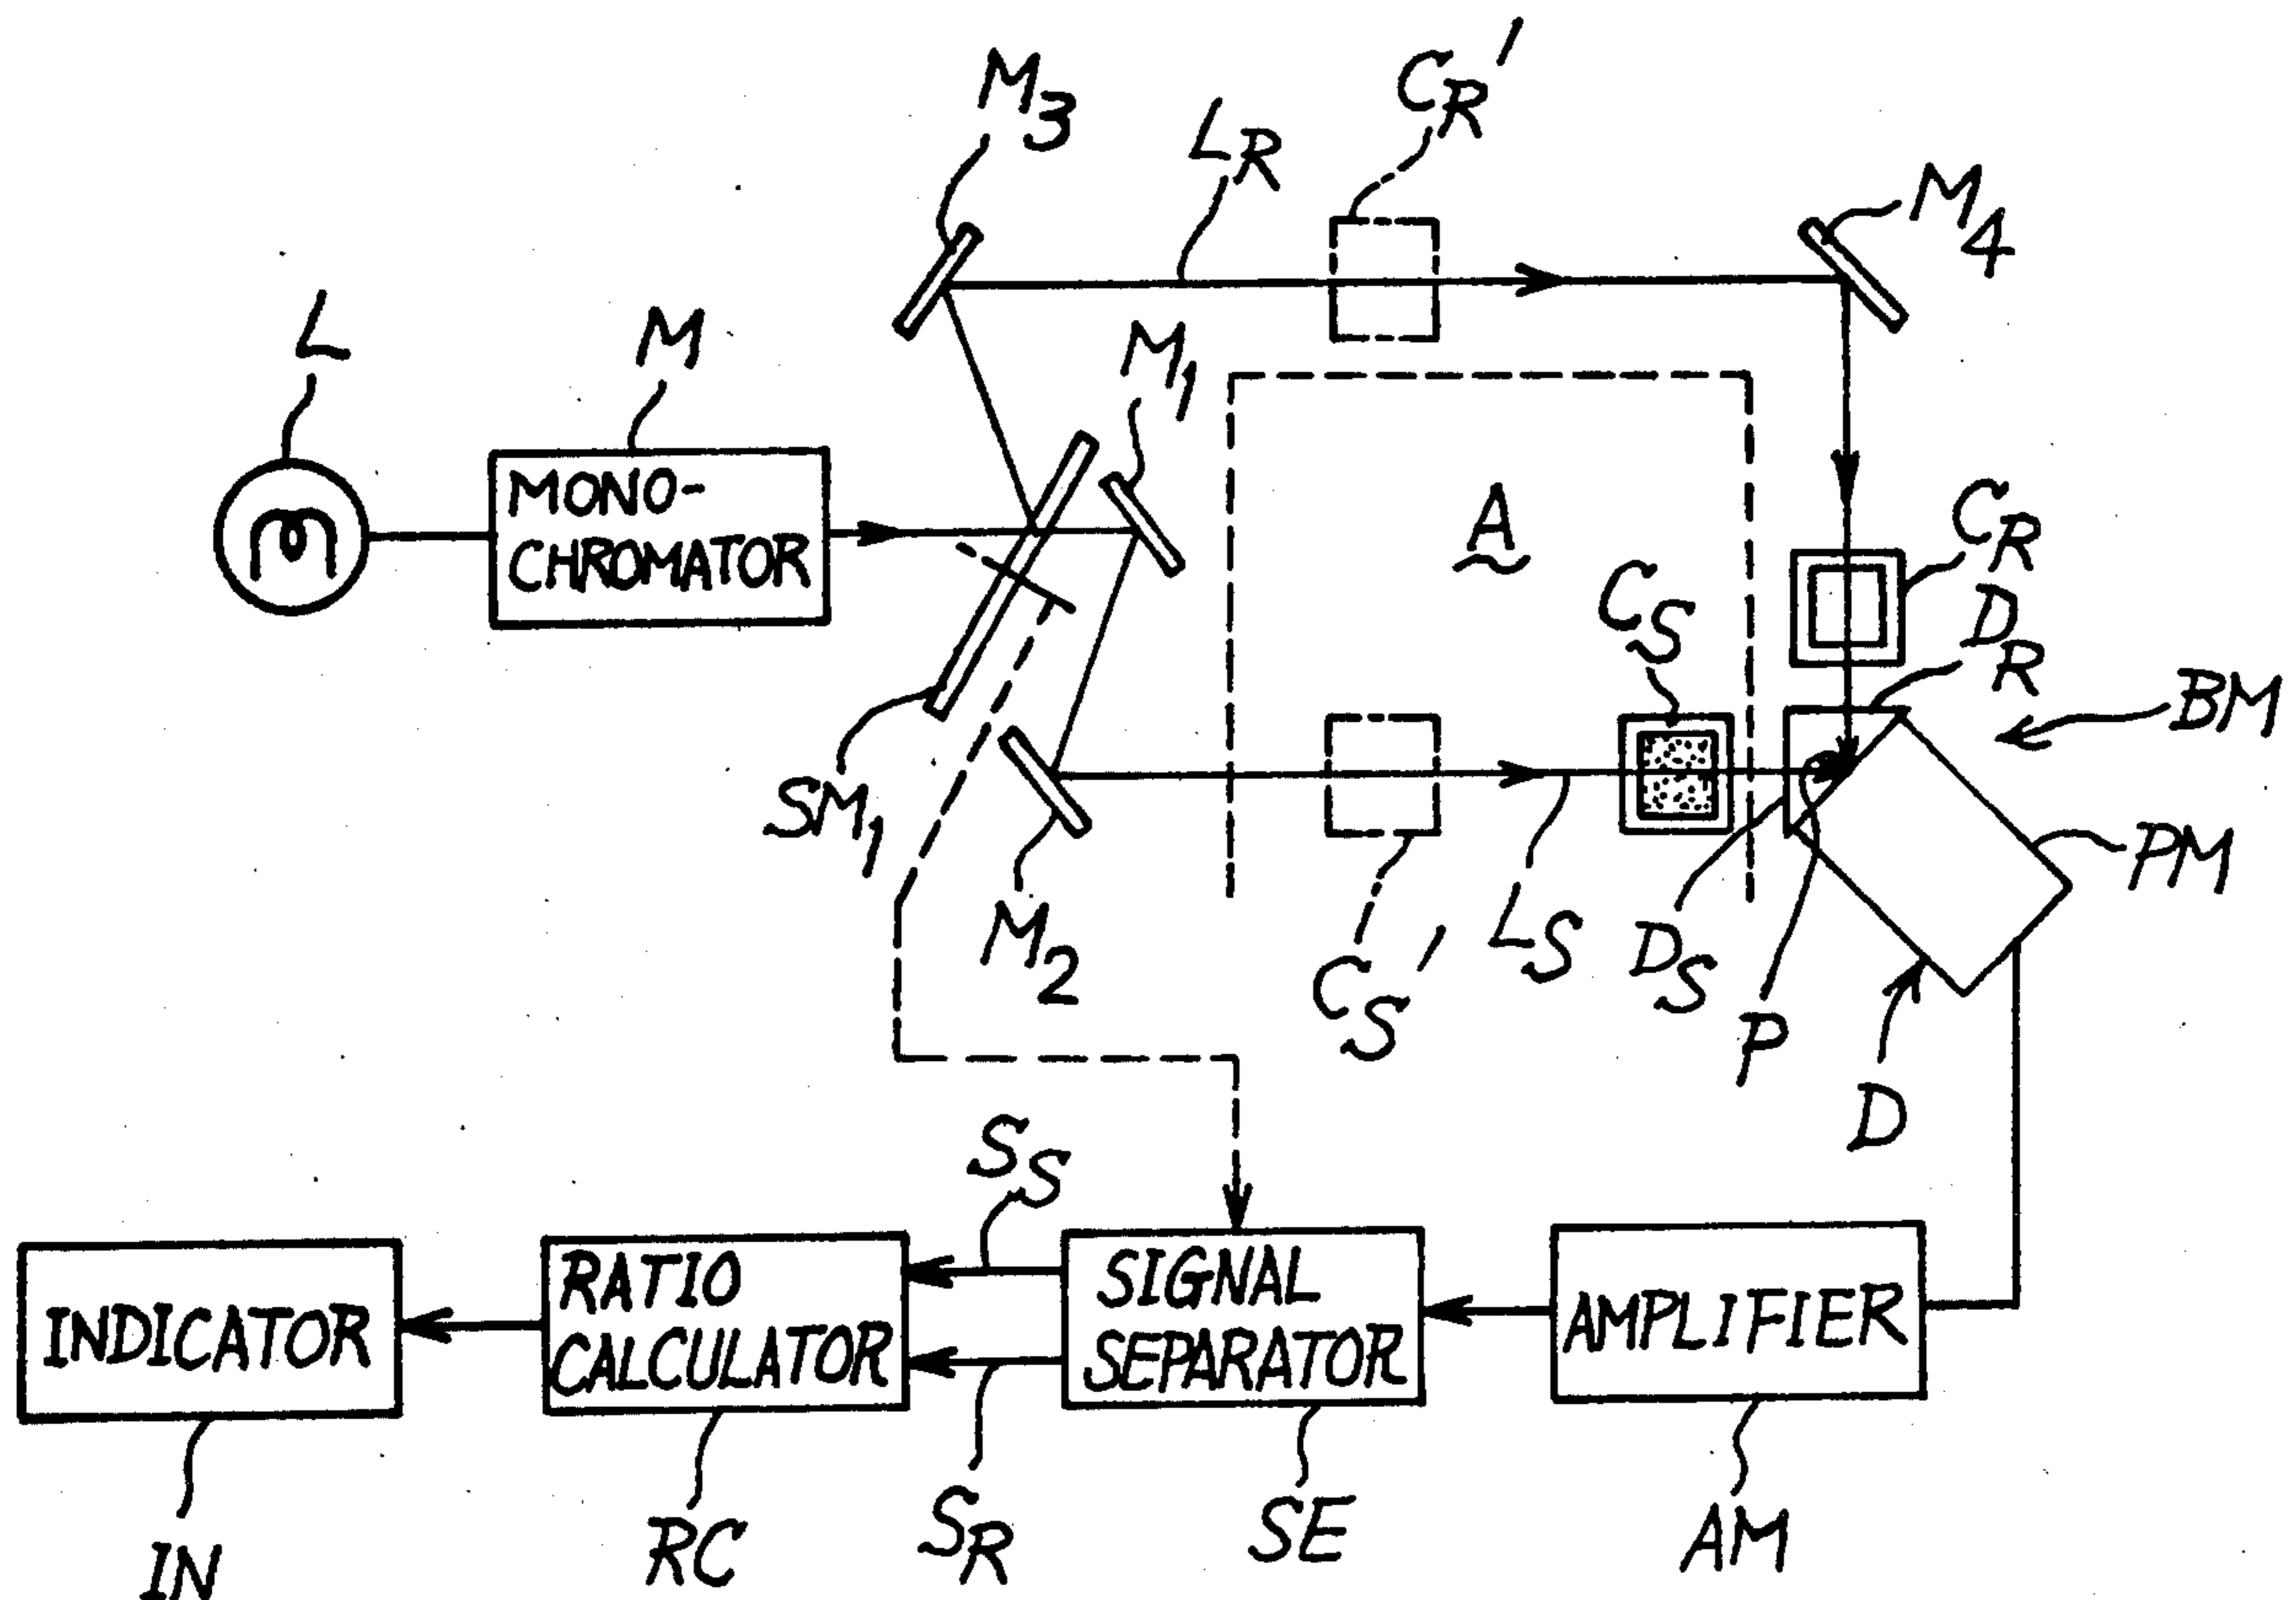 M3
LR
CR'
M4
L
M
M1
MONO-
CHROMATOR
A
CR
CS
DR
BM
SM1
PM
M2
CS'
LS
DS
P
D
SS
INDICATOR
RATIO
CALCULATOR
SIGNAL
SEPARATOR
AMPLIFIER
IN
RC
SR
SE
AM